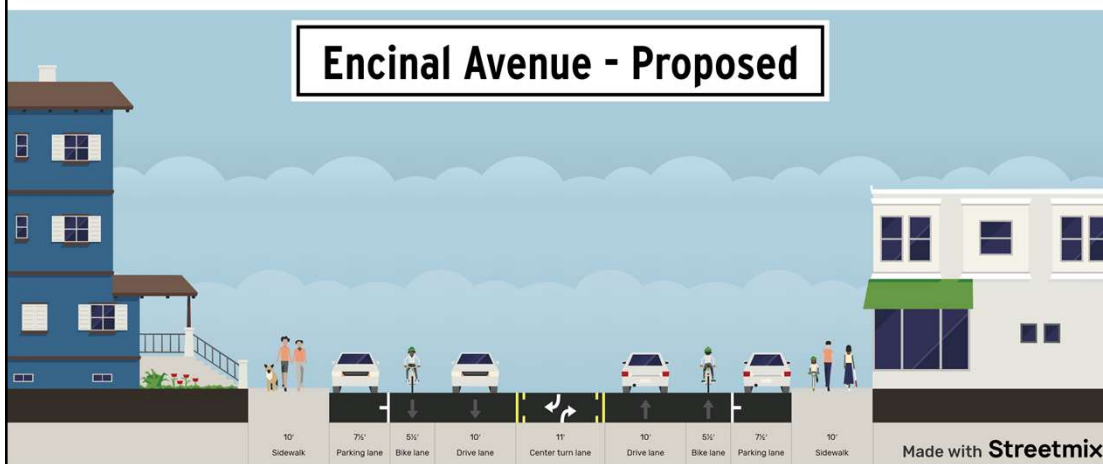 Encinal Avenue - Proposed
10' 7½' 5½' 10' 11' 10' 5½' 7½' 10'
Sidewalk Parking lane Bike lane Drive lane Center turn lane Drive lane Bike lane Parking lane Sidewalk
Made with Streetmix